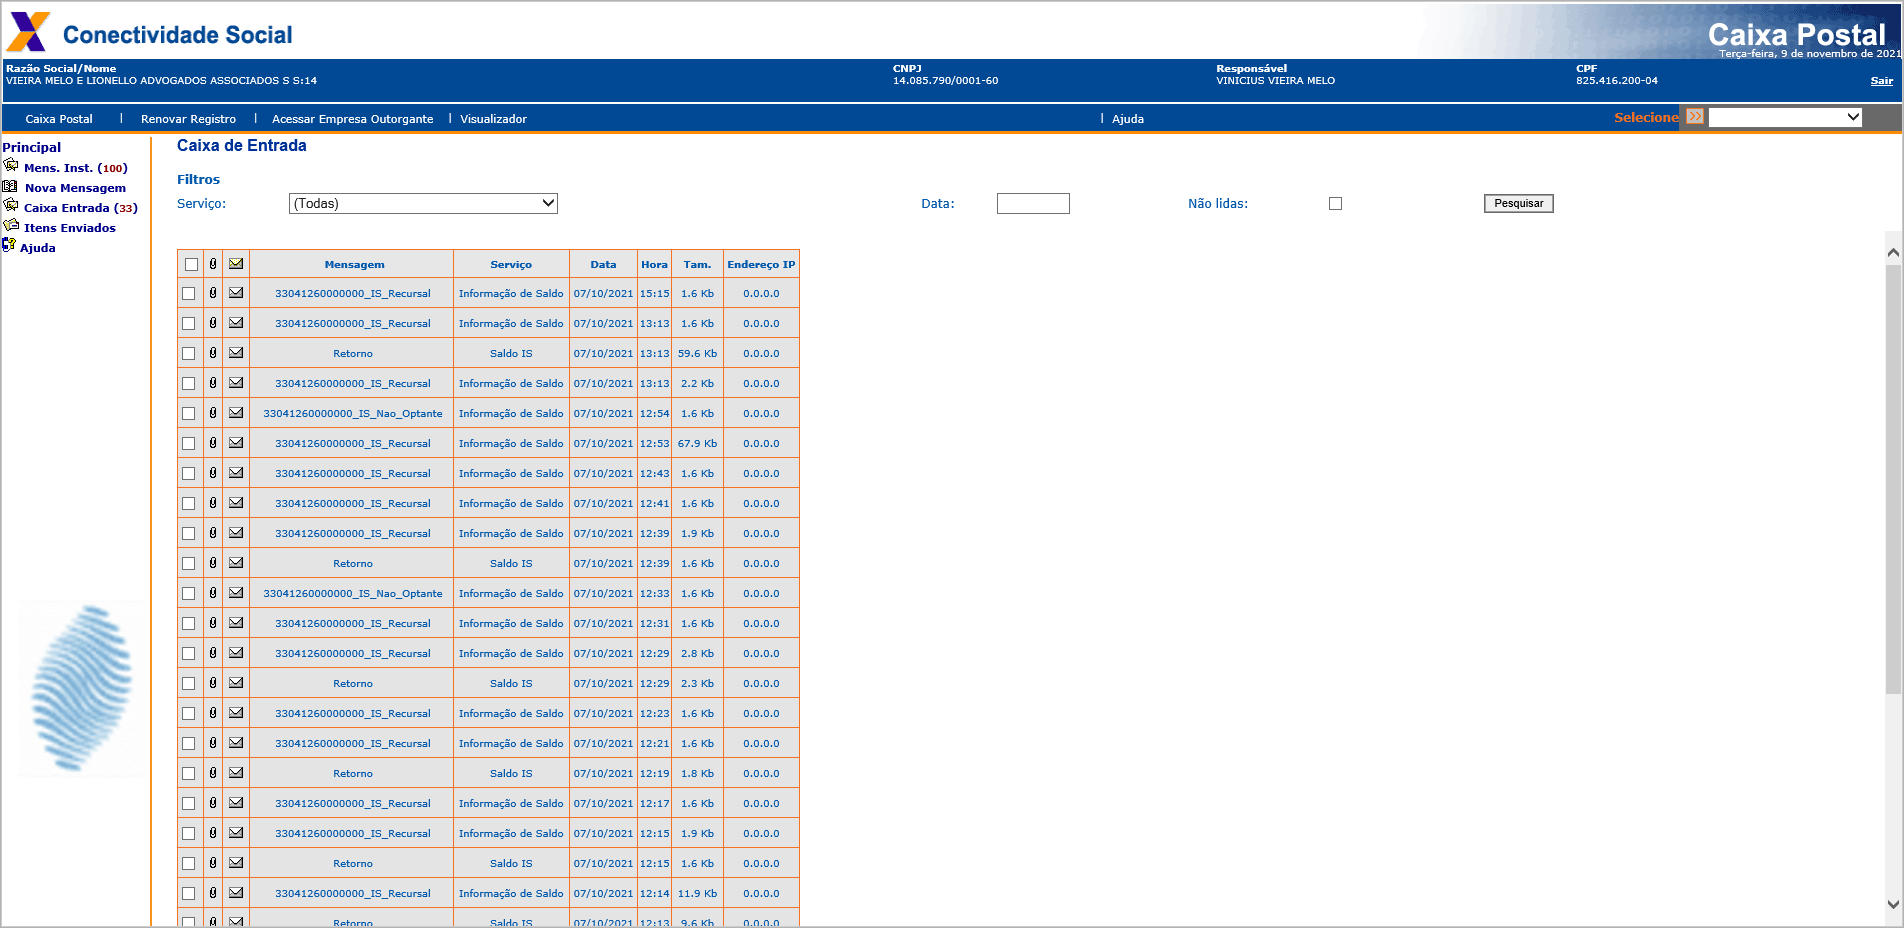 Conectividade Social
Caixa Postal
Terça-feira, 9 de novembro de 2021
Razão Social/Nome CNPJ Responsável CPF
VIEIRA MELO E LIONELLO ADVOGADOS ASSOCIADOS S S:14 14.085.790/0001-60 VINICIUS VIEIRA MELO 825.416.200-04 Sair
Caixa Postal | Renovar Registro | Acessar Empresa Outorgante | Visualizador | Ajuda Selecione
Principal
Mens. Inst. (100)
Nova Mensagem
Caixa Entrada (33)
Itens Enviados
Ajuda
Caixa de Entrada
Filtros
Serviço: (Todas) Data: Não lidas: Pesquisar
Mensagem Serviço Data Hora Tam. Endereço IP
33041260000000_IS_Recursal Informação de Saldo 07/10/2021 15:15 1.6 Kb 0.0.0.0
33041260000000_IS_Recursal Informação de Saldo 07/10/2021 13:13 1.6 Kb 0.0.0.0
Retorno Saldo IS 07/10/2021 13:13 59.6 Kb 0.0.0.0
33041260000000_IS_Recursal Informação de Saldo 07/10/2021 13:13 2.2 Kb 0.0.0.0
33041260000000_IS_Nao_Optante Informação de Saldo 07/10/2021 12:54 1.6 Kb 0.0.0.0
33041260000000_IS_Recursal Informação de Saldo 07/10/2021 12:53 67.9 Kb 0.0.0.0
33041260000000_IS_Recursal Informação de Saldo 07/10/2021 12:43 1.6 Kb 0.0.0.0
33041260000000_IS_Recursal Informação de Saldo 07/10/2021 12:41 1.6 Kb 0.0.0.0
33041260000000_IS_Recursal Informação de Saldo 07/10/2021 12:39 1.9 Kb 0.0.0.0
Retorno Saldo IS 07/10/2021 12:39 1.6 Kb 0.0.0.0
33041260000000_IS_Nao_Optante Informação de Saldo 07/10/2021 12:33 1.6 Kb 0.0.0.0
33041260000000_IS_Recursal Informação de Saldo 07/10/2021 12:31 1.6 Kb 0.0.0.0
33041260000000_IS_Recursal Informação de Saldo 07/10/2021 12:29 2.8 Kb 0.0.0.0
Retorno Saldo IS 07/10/2021 12:29 2.3 Kb 0.0.0.0
33041260000000_IS_Recursal Informação de Saldo 07/10/2021 12:23 1.6 Kb 0.0.0.0
33041260000000_IS_Recursal Informação de Saldo 07/10/2021 12:21 1.6 Kb 0.0.0.0
Retorno Saldo IS 07/10/2021 12:19 1.8 Kb 0.0.0.0
33041260000000_IS_Recursal Informação de Saldo 07/10/2021 12:17 1.6 Kb 0.0.0.0
33041260000000_IS_Recursal Informação de Saldo 07/10/2021 12:15 1.9 Kb 0.0.0.0
Retorno Saldo IS 07/10/2021 12:15 1.6 Kb 0.0.0.0
33041260000000_IS_Recursal Informação de Saldo 07/10/2021 12:14 11.9 Kb 0.0.0.0
Retorno Saldo IS 07/10/2021 12:13 9.6 Kb 0.0.0.0